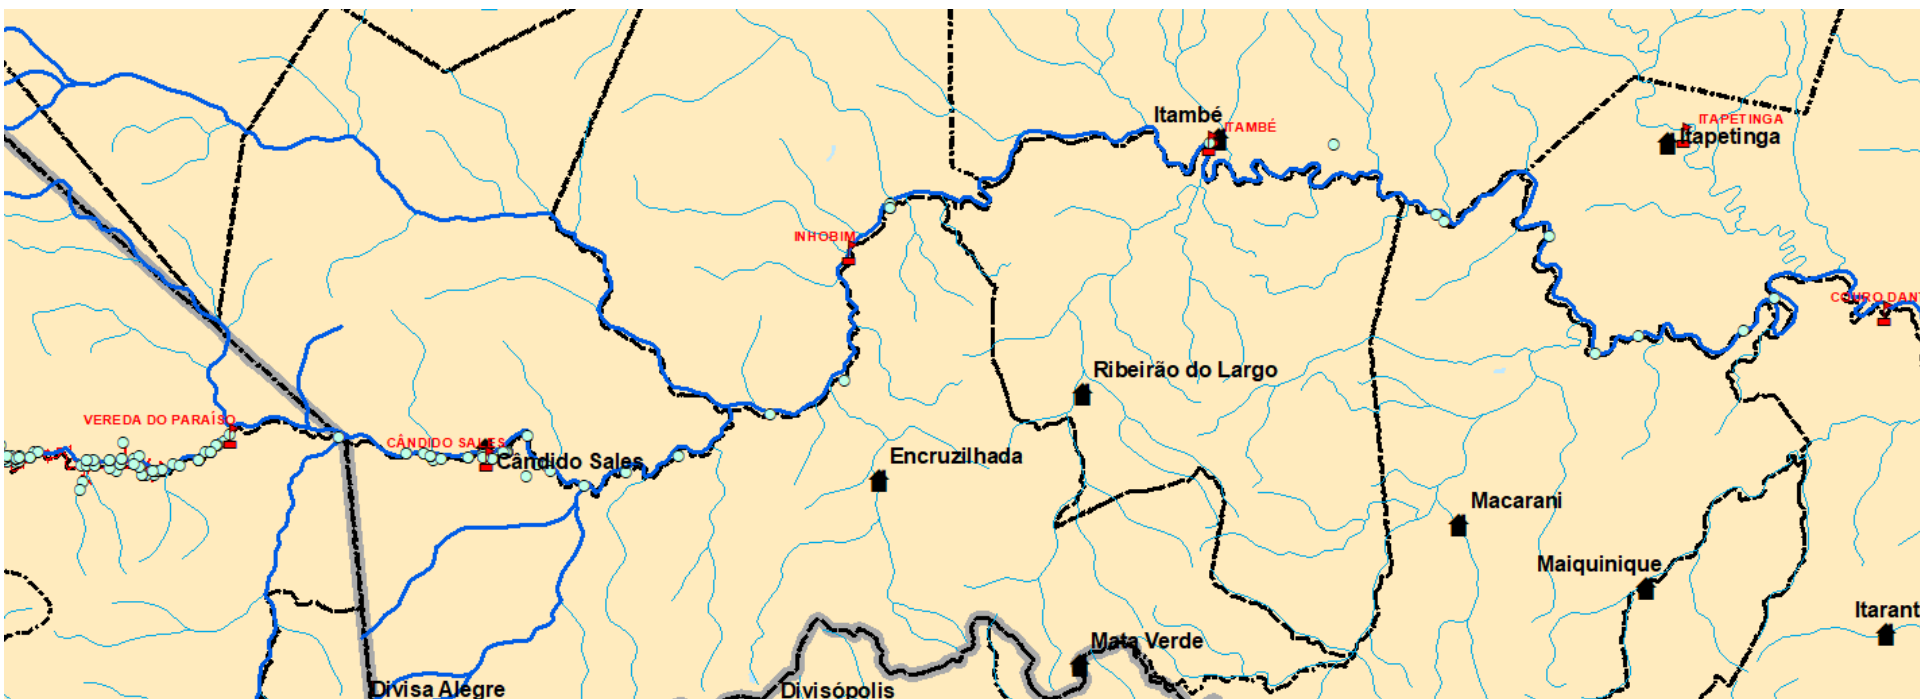 Itambé
ITAMBÉ
ITAPETINGA
Itapetinga
INHOBIM
Ribeirão do Largo
VEREDA DO PARAÍSO
CÂNDIDO SALES
Cândido Sales
Encruzilhada
Macarani
Maiquinique
Mata Verde
Divisa Alegre
Divisópolis